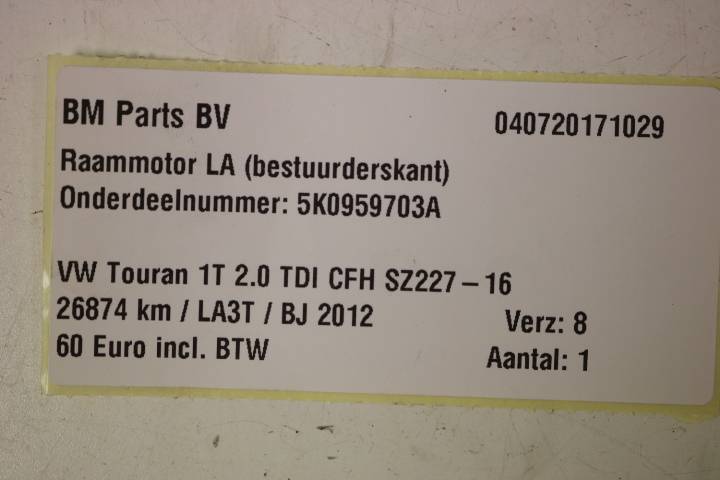 BM Parts BV 040720171029
Raammotor LA (bestuurderskant)
Onderdeelnummer: 5K0959703A
VW Touran 1T 2.0 TDI CFH SZ227-16
26874 km / LA3T / BJ 2012 Verz: 8
60 Euro incl. BTW Aantal: 1